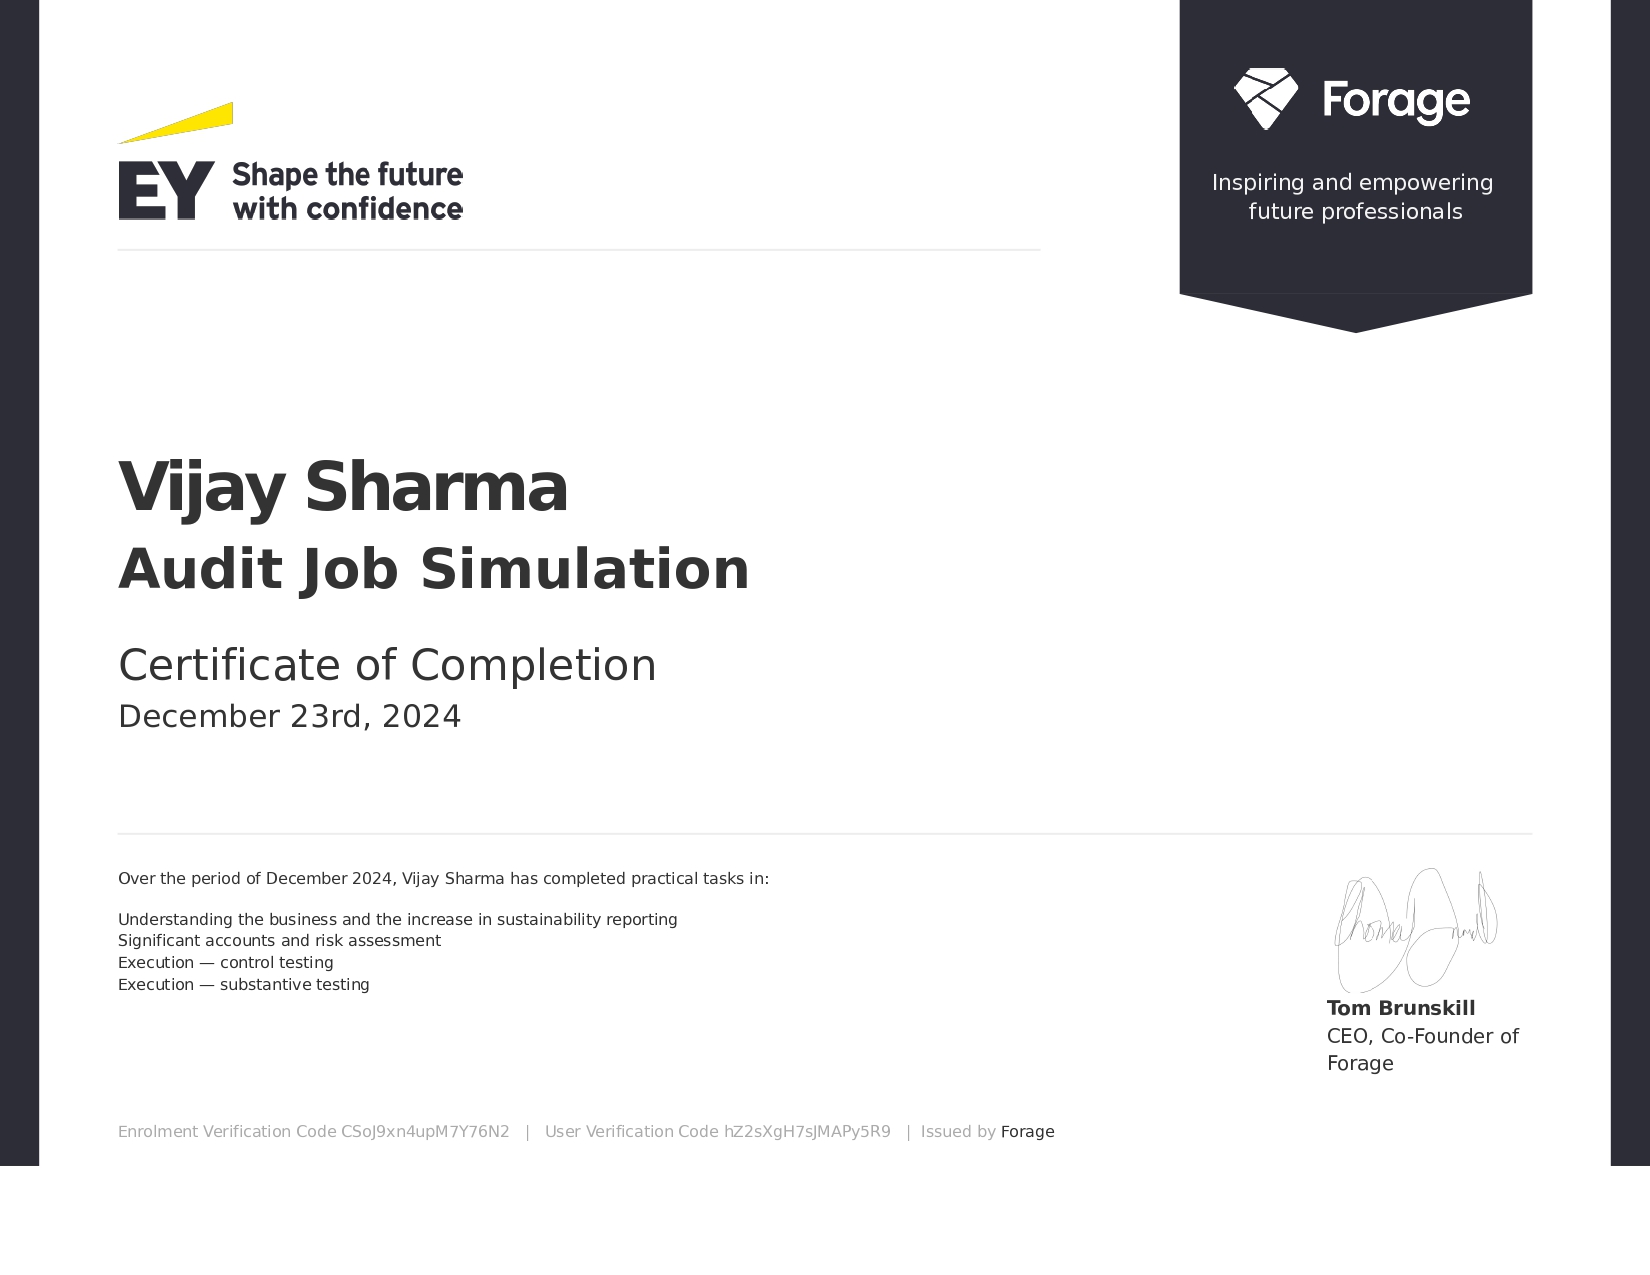 EY Shape the future
with confidence
Forage
Inspiring and empowering
future professionals
Vijay Sharma
Audit Job Simulation
Certificate of Completion
December 23rd, 2024
Over the period of December 2024, Vijay Sharma has completed practical tasks in:
Understanding the business and the increase in sustainability reporting
Significant accounts and risk assessment
Execution — control testing
Execution — substantive testing
Tom Brunskill
CEO, Co-Founder of
Forage
Enrolment Verification Code CSoJ9xn4upM7Y76N2 | User Verification Code hZ2sXgH7sJMAPy5R9 | Issued by Forage